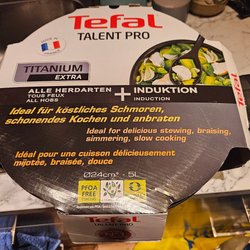 Tefal
TALENT PRO
TITANIUM
EXTRA
ALLE HERDARTEN
TOUS FEUX
ALL HOBS
+ INDUKTION
INDUCTION
Ideal für köstliches Schmoren,
schonendes Kochen und anbraten
Ideal for delicious stewing, braising,
simmering, slow cooking
Idéal pour une cuisson délicieusement
mijotée, braisée, douce
Ø24cm 5L
PFOA
FREE
TALENT PRO